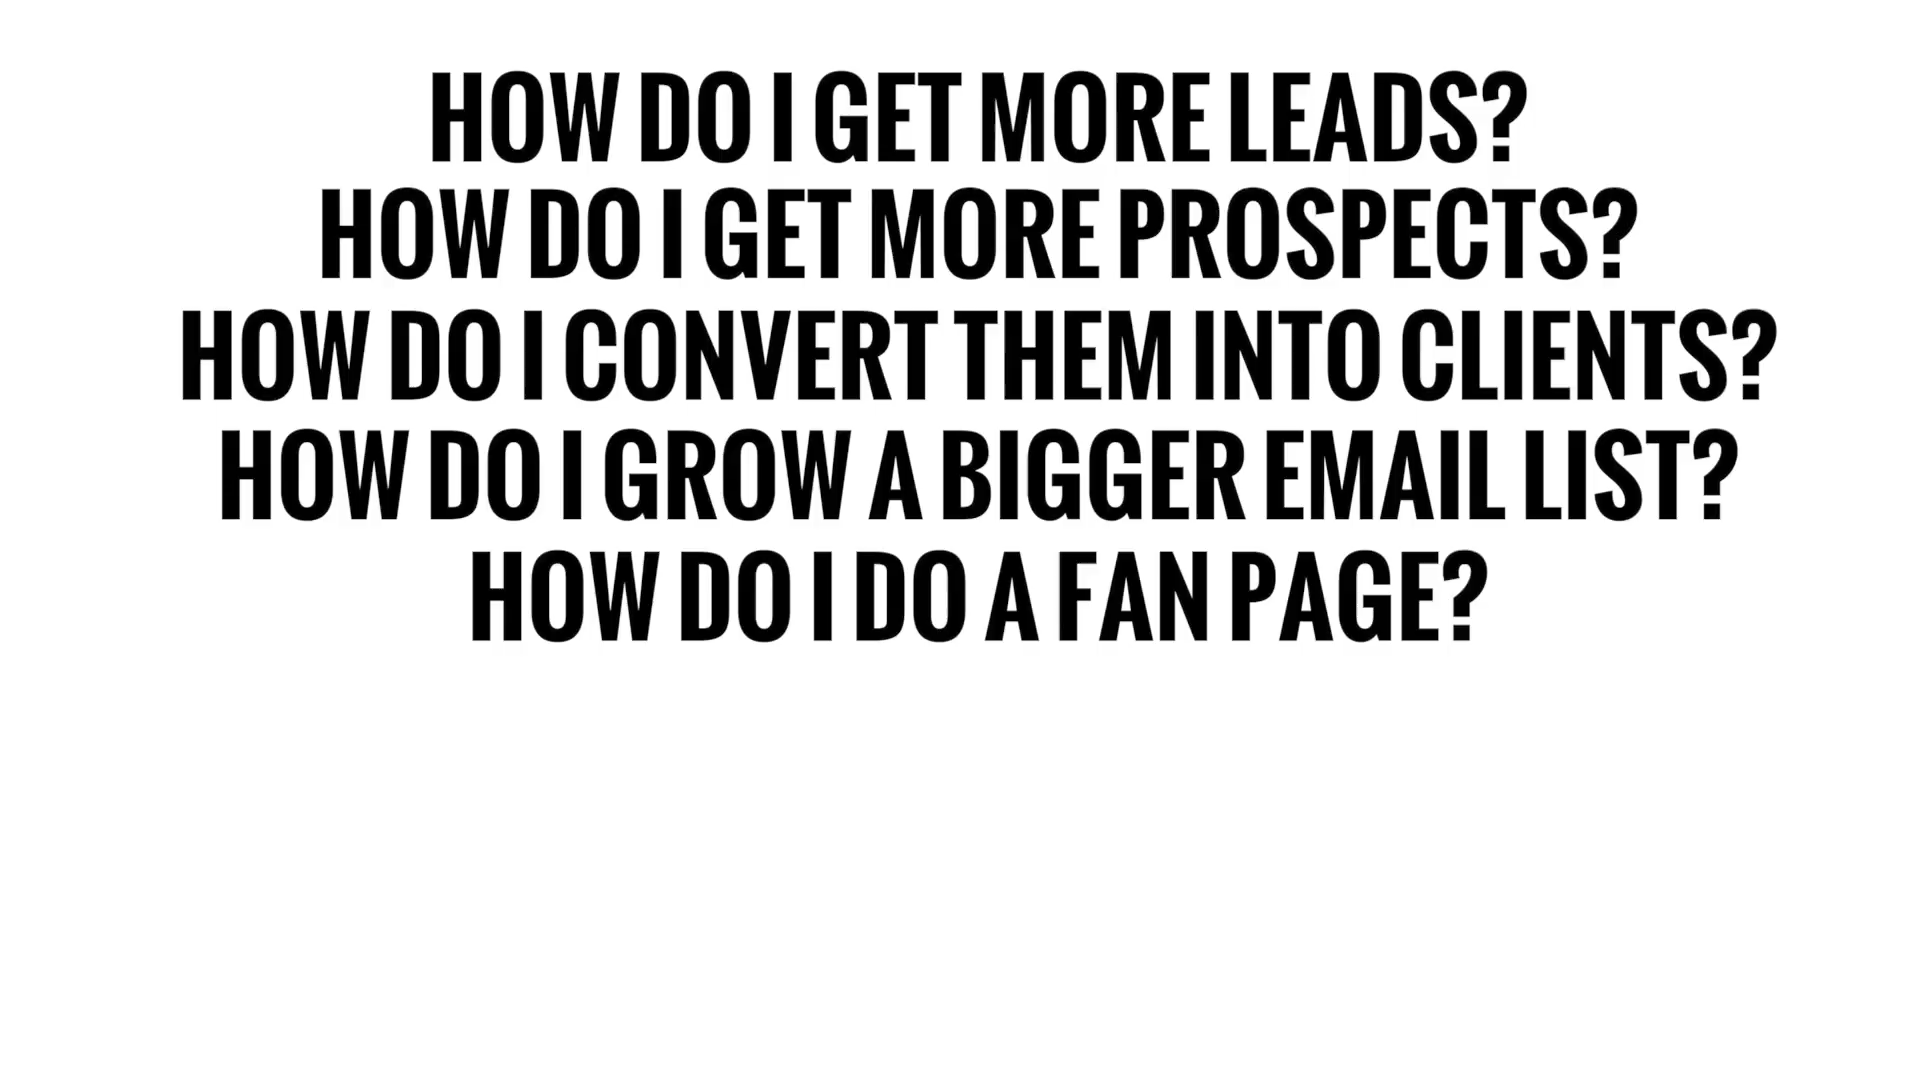 HOW DO I GET MORE LEADS?
HOW DO I GET MORE PROSPECTS?
HOW DO I CONVERT THEM INTO CLIENTS?
HOW DO I GROW A BIGGER EMAIL LIST?
HOW DO I DO A FAN PAGE?